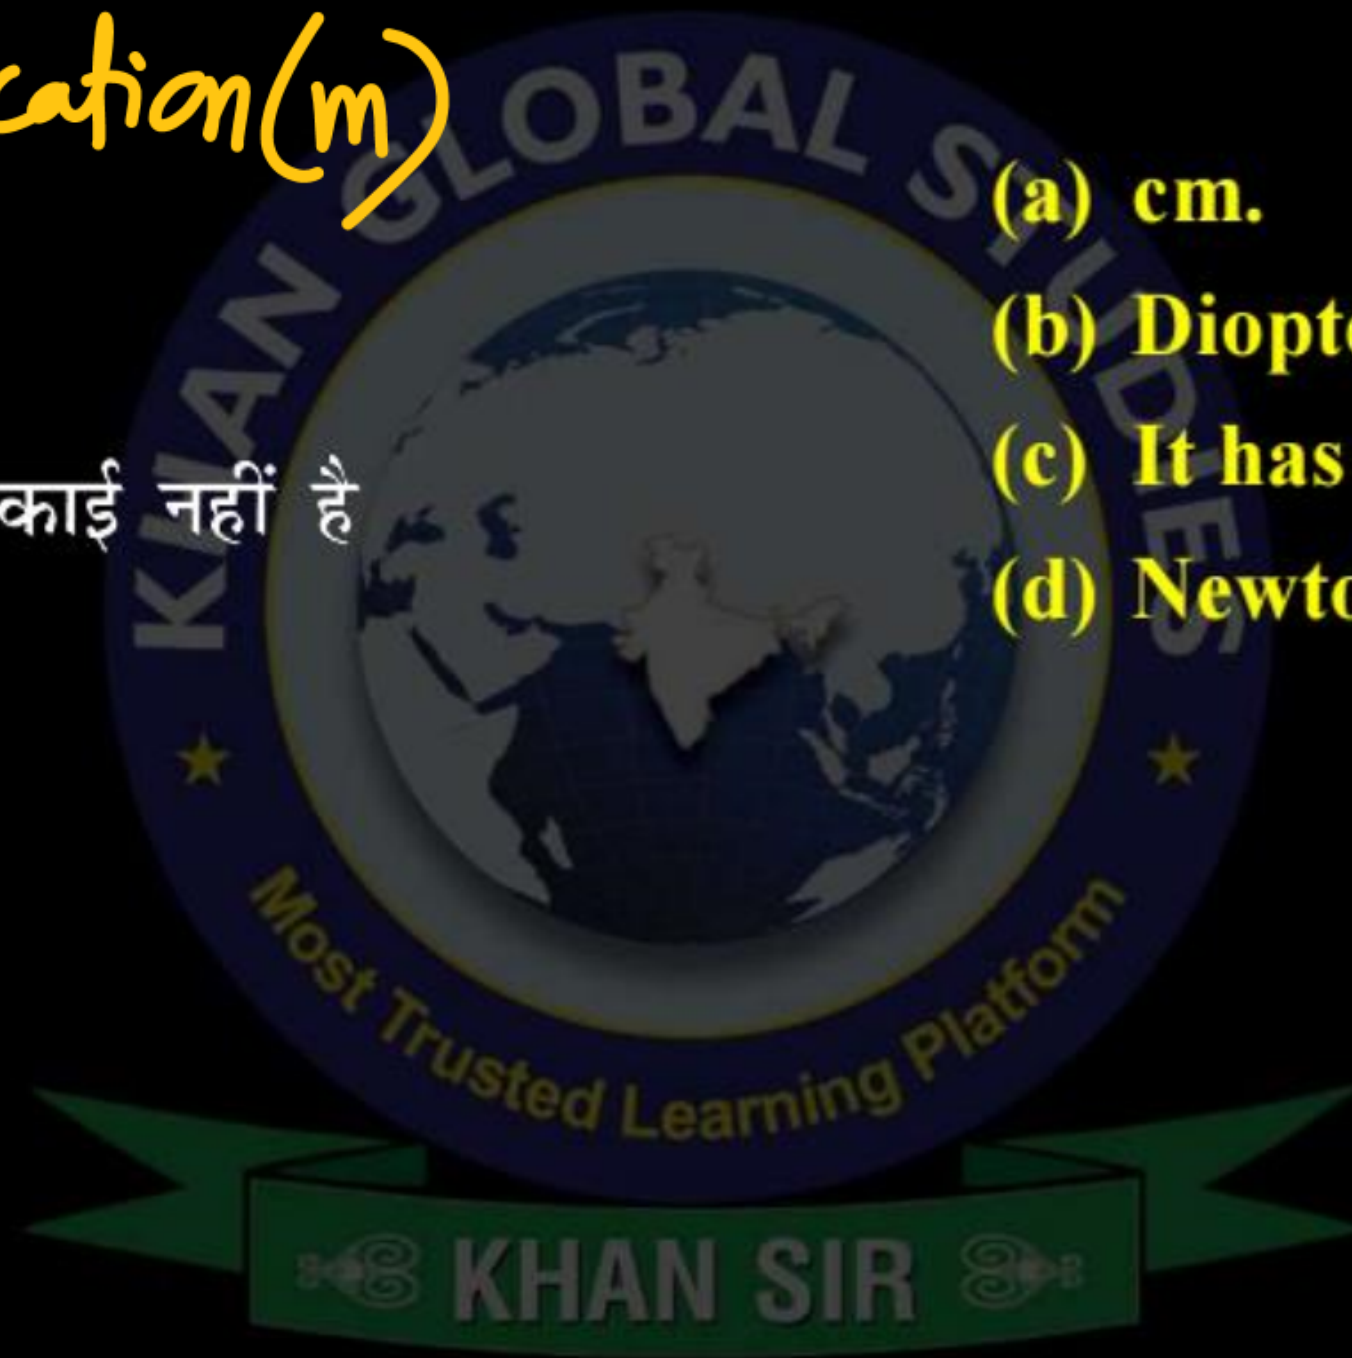 cation(m)
KHAN GLOBAL STUDIES
(a) cm.
(b) Diopt
(c) It has
काई नहीं है
(d) Newto
Most Trusted Learning Platform
KHAN SIR